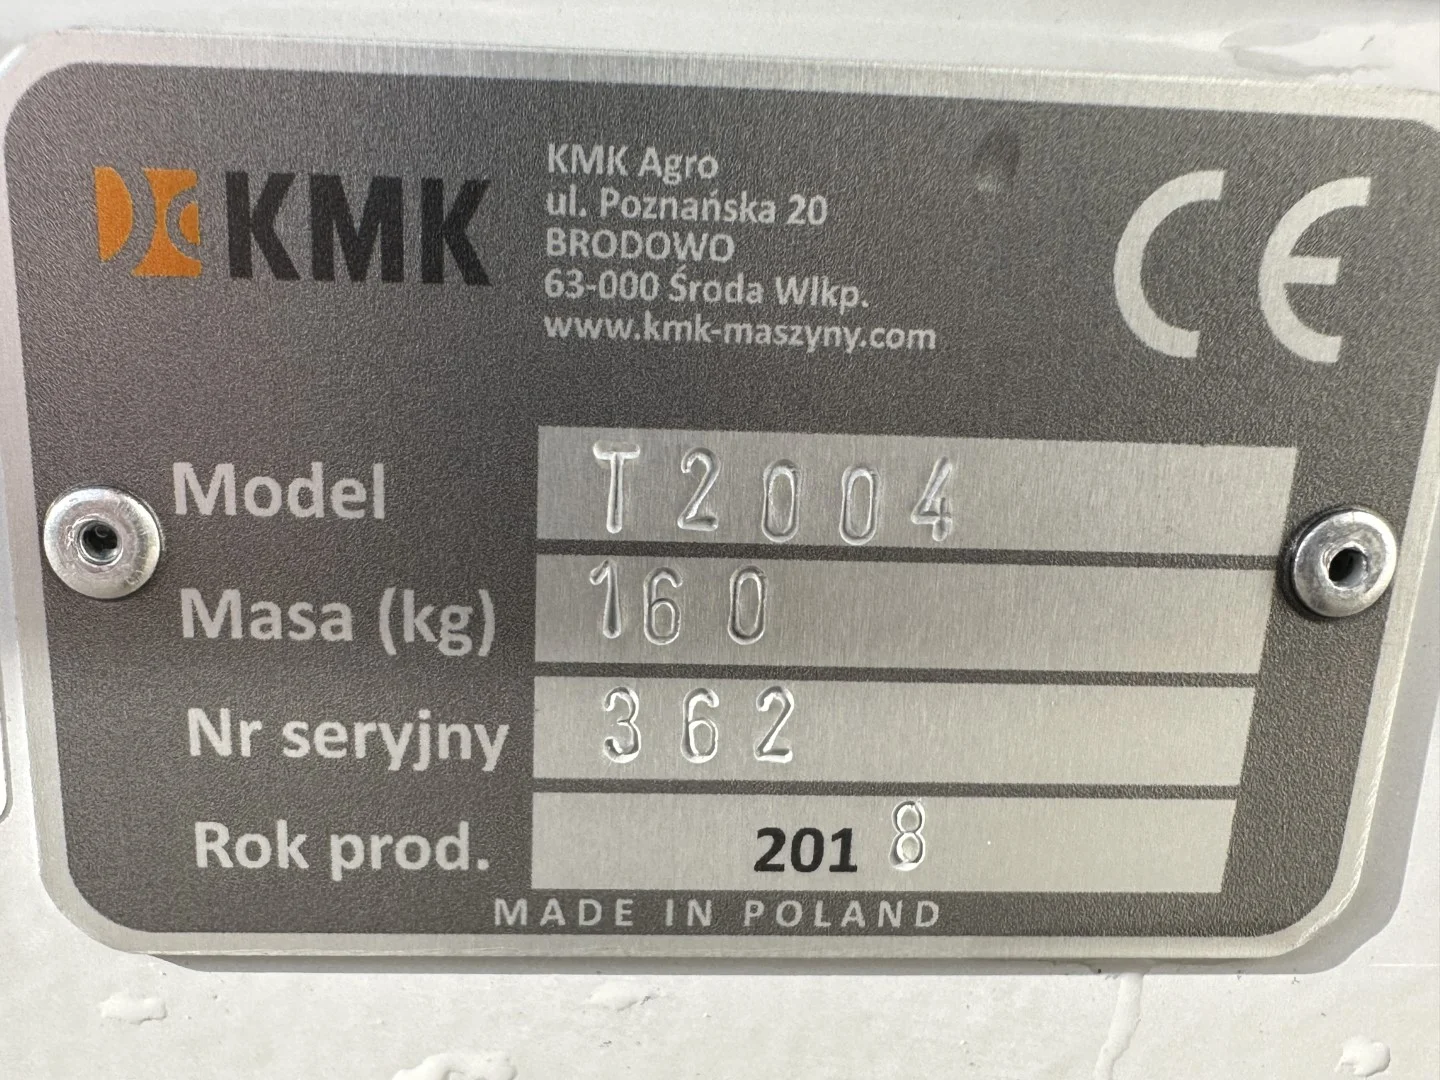 KMK
KMK Agro
ul. Poznańska 20
BRODOWO
63-000 Środa Wlkp.
www.kmk-maszyny.com
CE
Model T2004
Masa (kg) 160
Nr seryjny 362
Rok prod. 2018
MADE IN POLAND